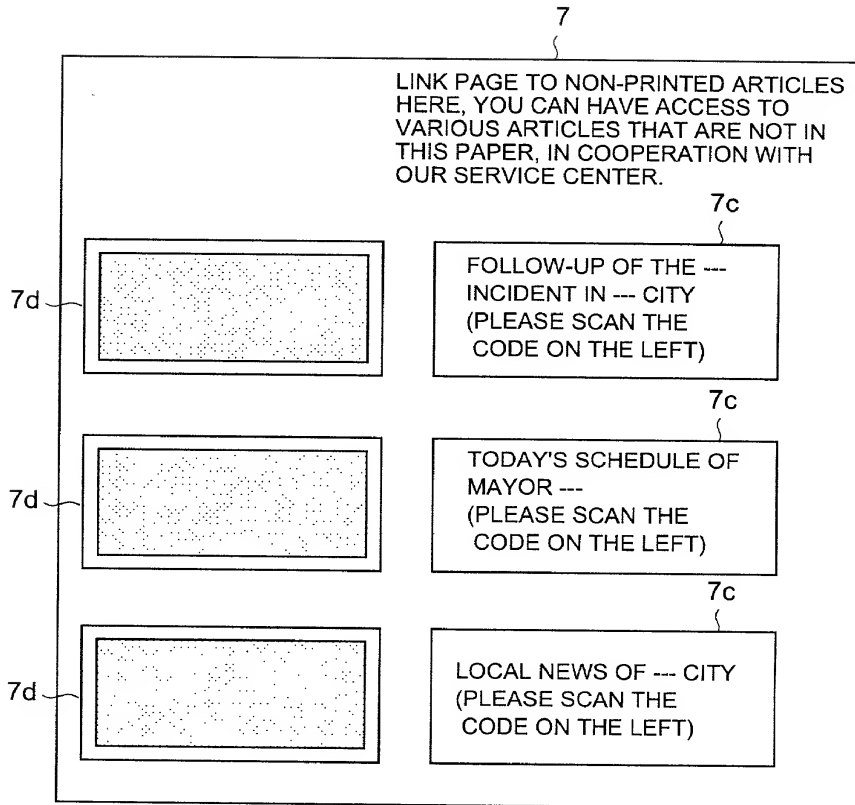 7
LINK PAGE TO NON-PRINTED ARTICLES
HERE, YOU CAN HAVE ACCESS TO
VARIOUS ARTICLES THAT ARE NOT IN
THIS PAPER, IN COOPERATION WITH
OUR SERVICE CENTER.
7c
7d
FOLLOW-UP OF THE ---
INCIDENT IN --- CITY
(PLEASE SCAN THE
CODE ON THE LEFT)
7c
7d
TODAY'S SCHEDULE OF
MAYOR ---
(PLEASE SCAN THE
CODE ON THE LEFT)
7c
7d
LOCAL NEWS OF --- CITY
(PLEASE SCAN THE
CODE ON THE LEFT)